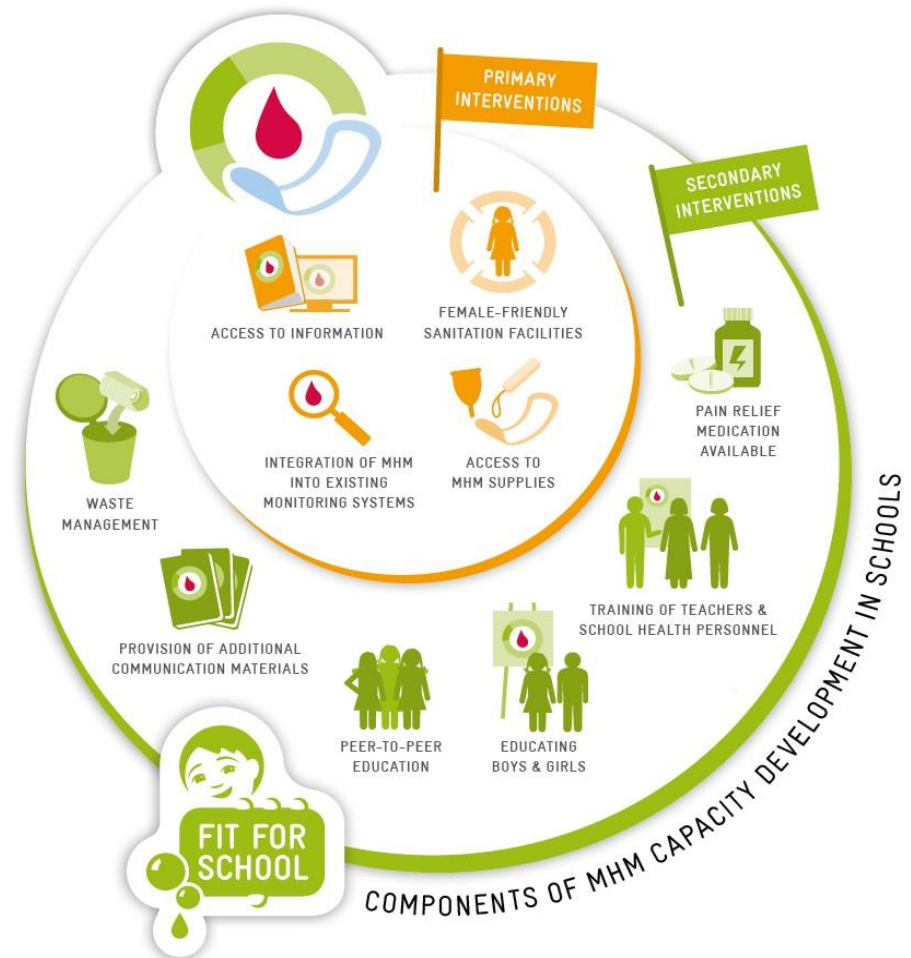 PRIMARY
INTERVENTIONS
SECONDARY
INTERVENTIONS
ACCESS TO INFORMATION
FEMALE-FRIENDLY
SANITATION FACILITIES
INTEGRATION OF MHM
INTO EXISTING
MONITORING SYSTEMS
ACCESS TO
MHM SUPPLIES
PAIN RELIEF
MEDICATION
AVAILABLE
WASTE
MANAGEMENT
TRAINING OF TEACHERS &
SCHOOL HEALTH PERSONNEL
PROVISION OF ADDITIONAL
COMMUNICATION MATERIALS
PEER-TO-PEER
EDUCATION
EDUCATING
BOYS & GIRLS
FIT FOR
SCHOOL
COMPONENTS OF MHM CAPACITY DEVELOPMENT IN SCHOOLS